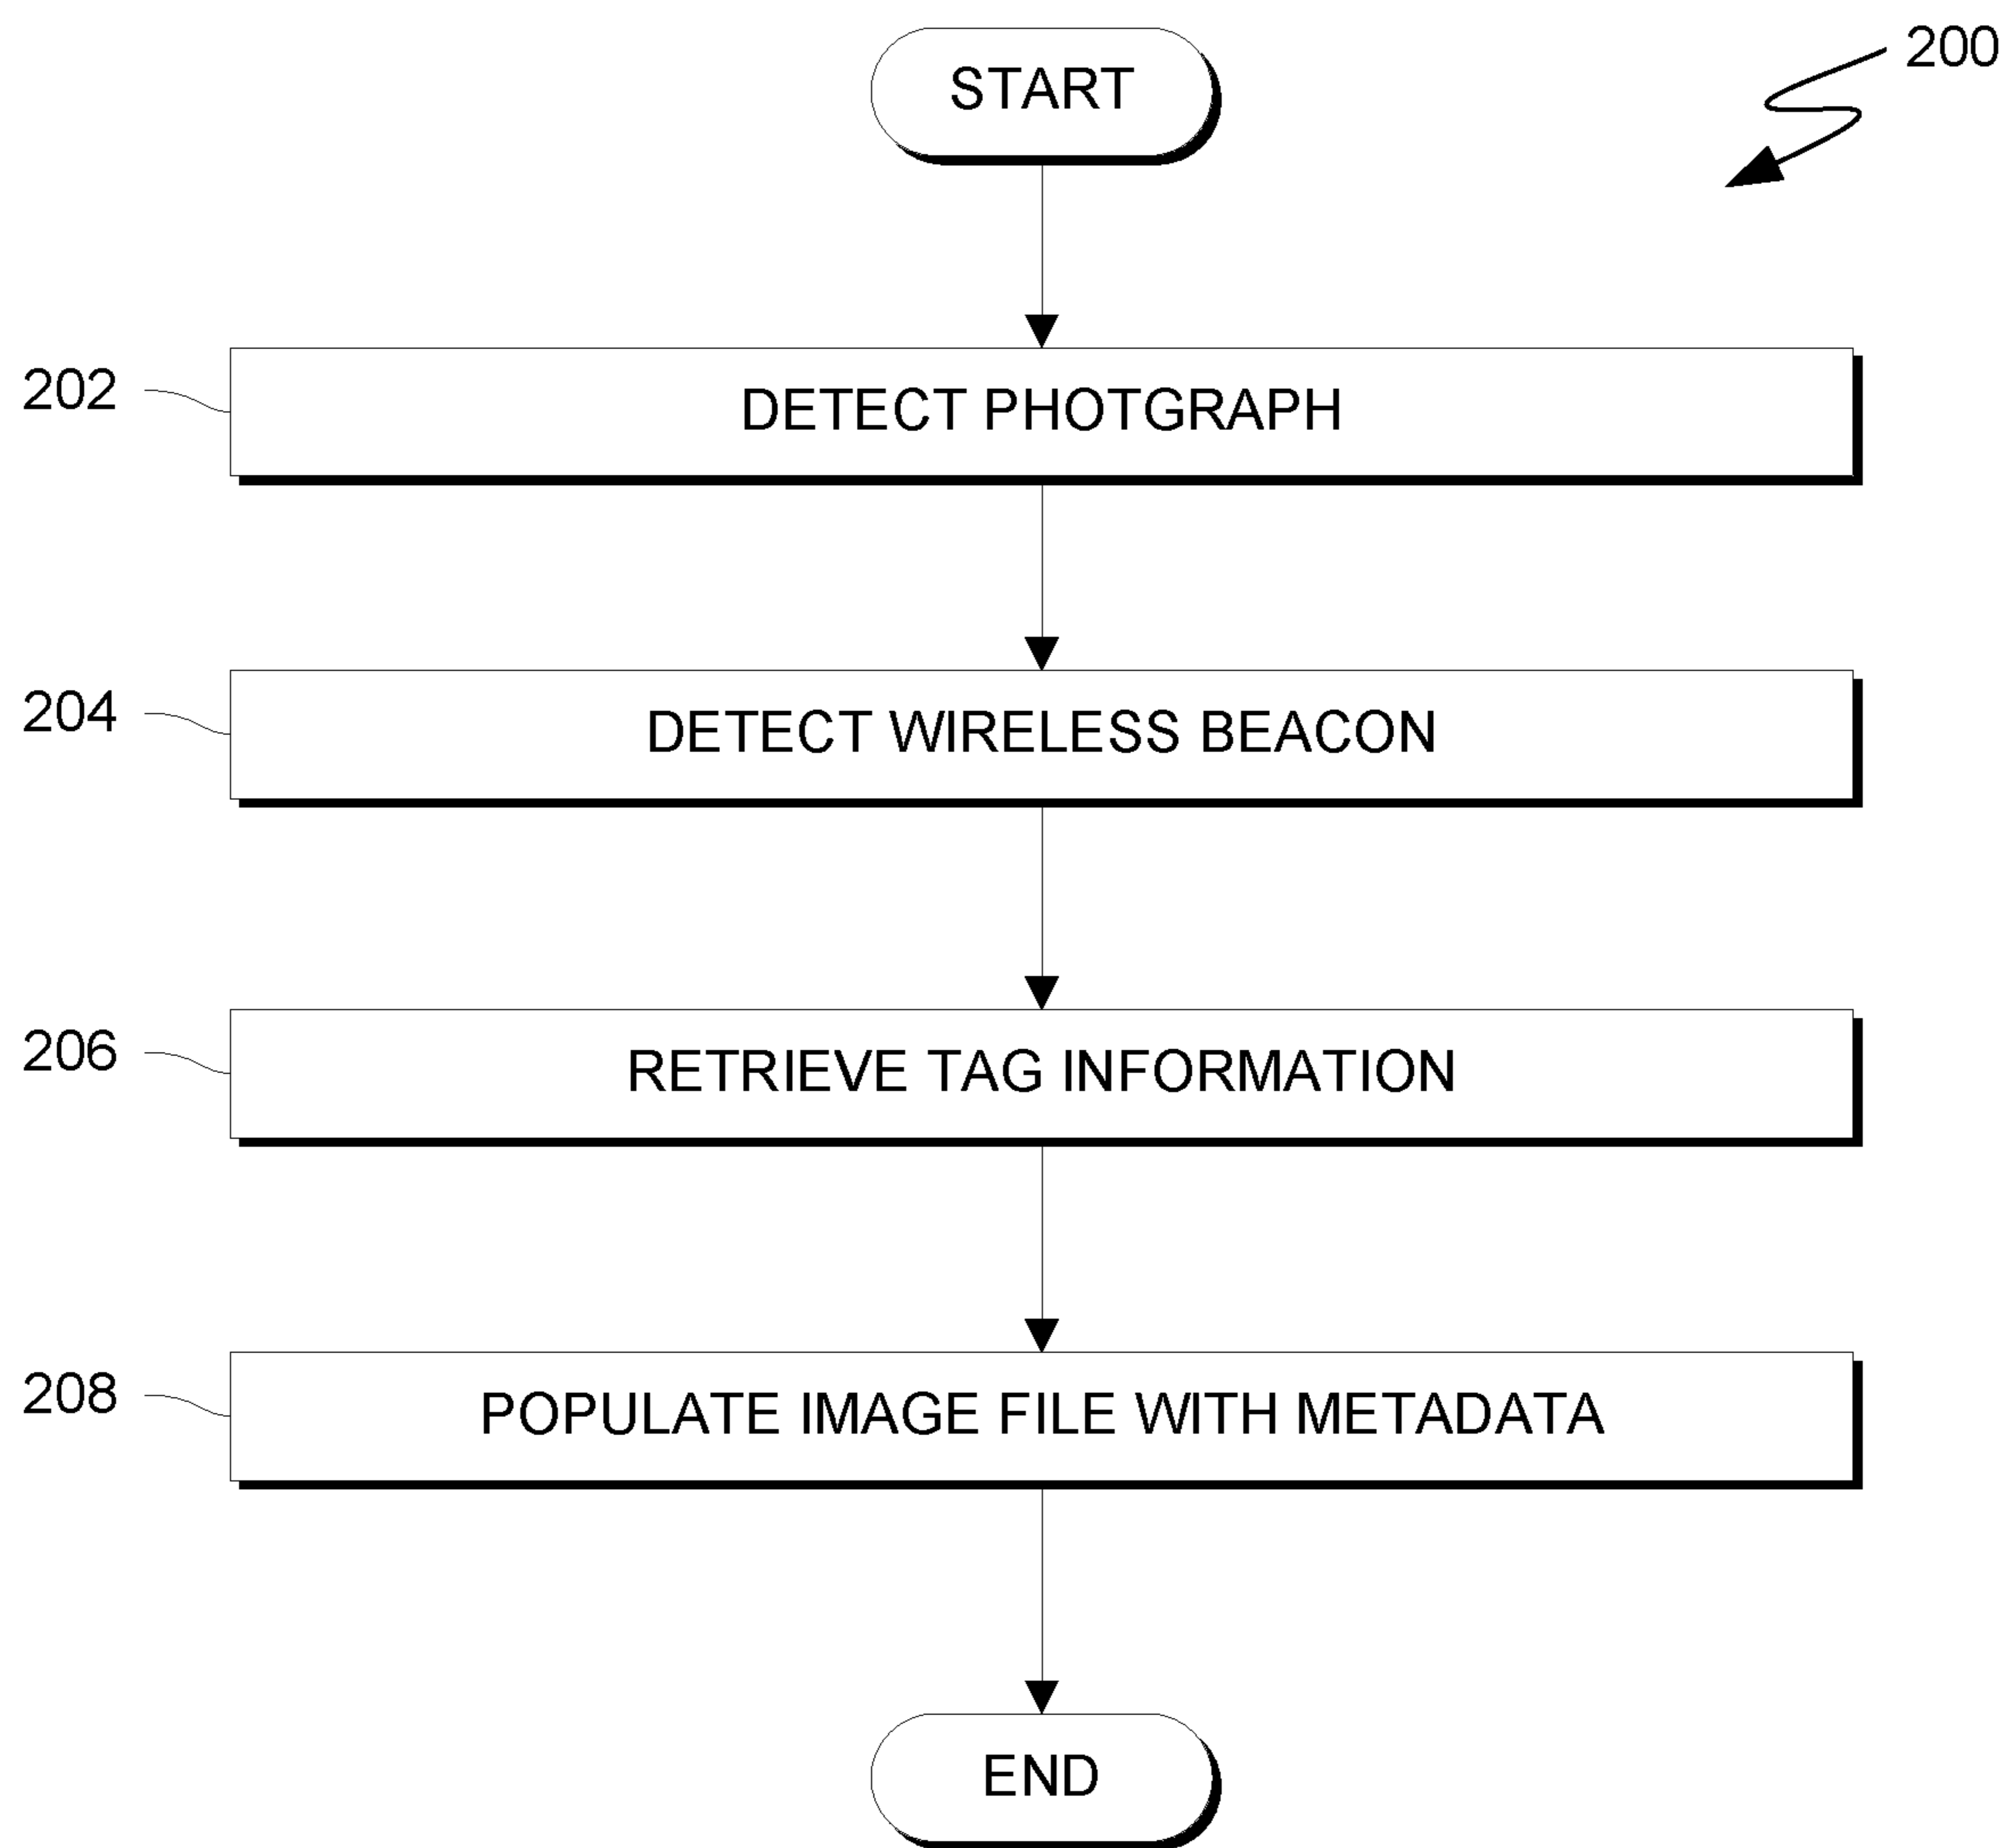 START
200
202
DETECT PHOTGRAPH
204
DETECT WIRELESS BEACON
206
RETRIEVE TAG INFORMATION
208
POPULATE IMAGE FILE WITH METADATA
END